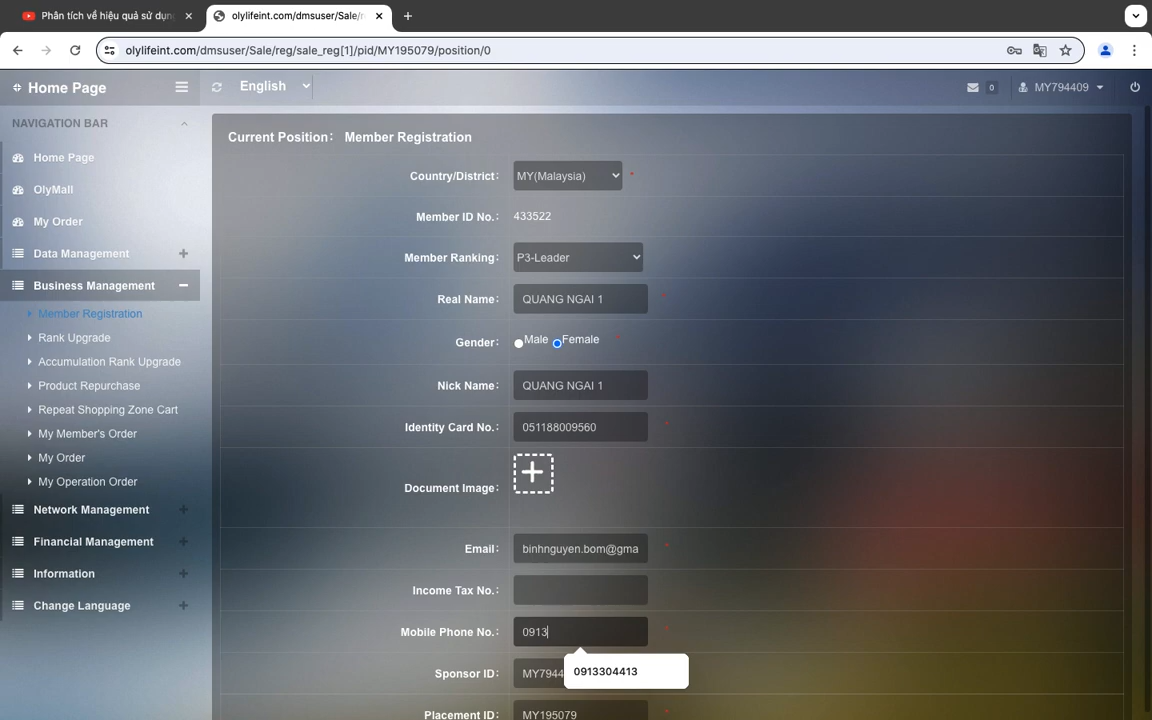 Phân tích về hiệu quả sử dụng
olylifeint.com/dmsuser/Sale/r
olylifeint.com/dmsuser/Sale/reg/sale_reg[1]/pid/MY195079/position/0
Home Page
English
0
MY794409
NAVIGATION BAR
Home Page
OlyMall
My Order
Data Management
Business Management
Member Registration
Rank Upgrade
Accumulation Rank Upgrade
Product Repurchase
Repeat Shopping Zone Cart
My Member's Order
My Order
My Operation Order
Network Management
Financial Management
Information
Change Language
Current Position: Member Registration
Country/District: MY(Malaysia) *
Member ID No.: 433522
Member Ranking: P3-Leader
Real Name: QUANG NGAI 1 *
Gender: Male Female *
Nick Name: QUANG NGAI 1
Identity Card No.: 051188009560 *
Document Image:
Email: binhnguyen.bom@gma *
Income Tax No.:
Mobile Phone No.: 0913 *
0913304413
Sponsor ID: MY7944
Placement ID: MY195079 *